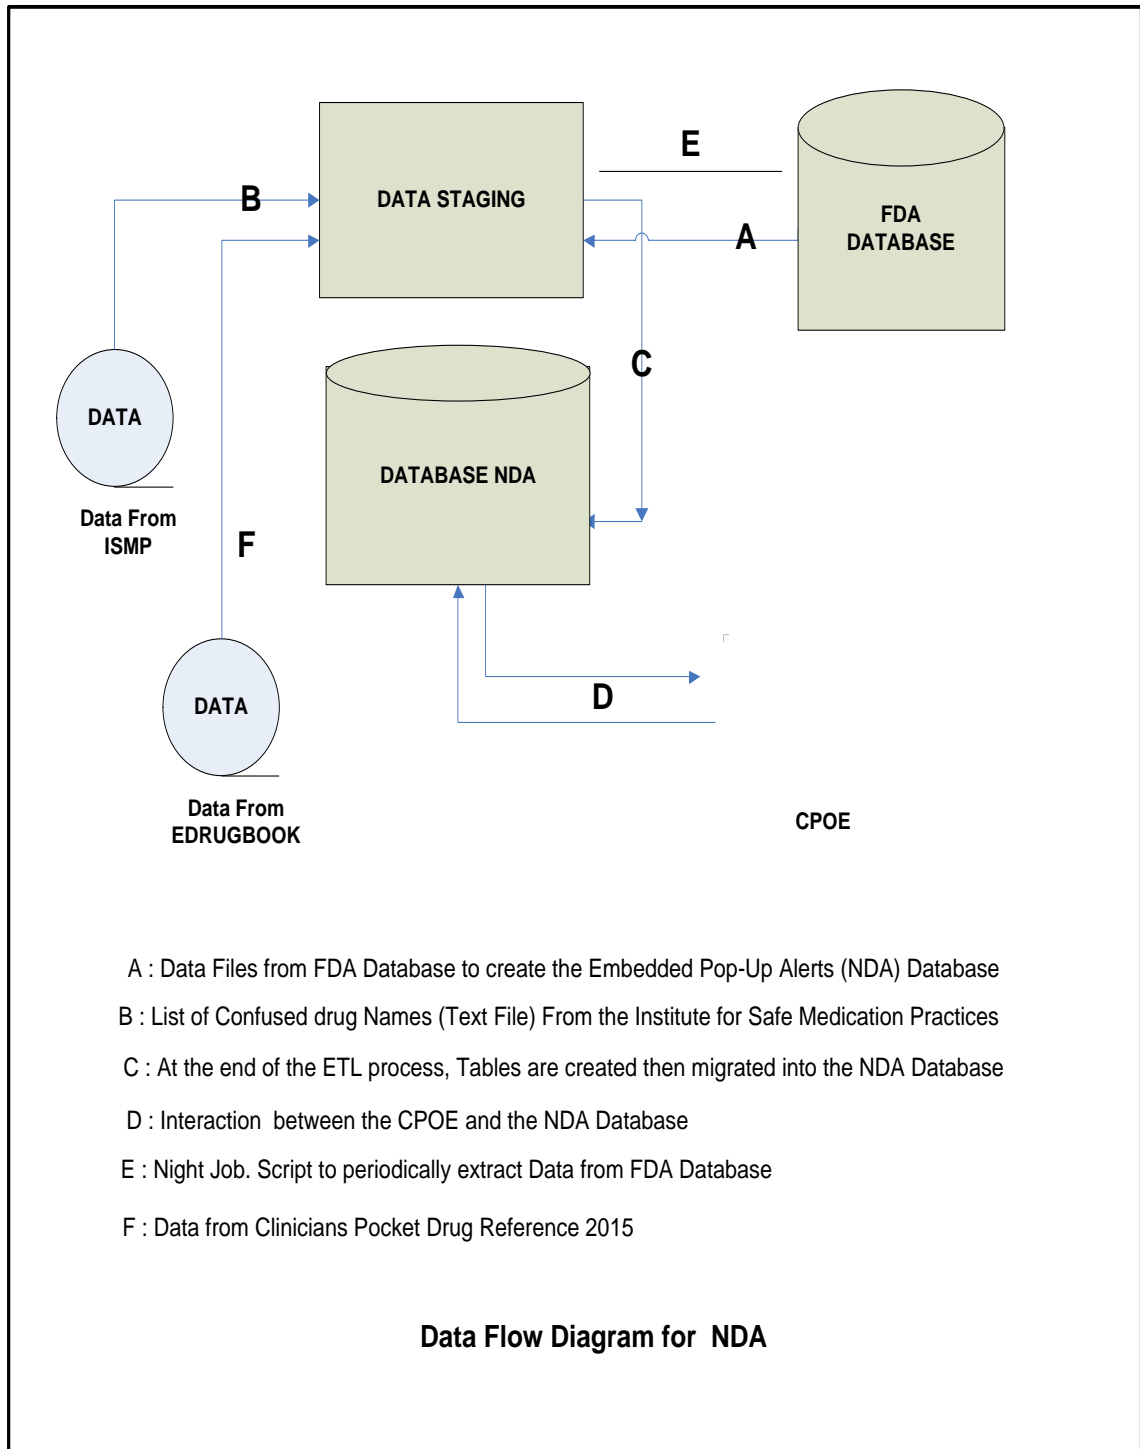 E
B
DATA STAGING
FDA
DATABASE
A
C
DATA
DATABASE NDA
Data From
ISMP
F
D
DATA
Data From
EDRUGBOOK
CPOE
A : Data Files from FDA Database to create the Embedded Pop-Up Alerts (NDA) Database
B : List of Confused drug Names (Text File) From the Institute for Safe Medication Practices
C : At the end of the ETL process, Tables are created then migrated into the NDA Database
D : Interaction between the CPOE and the NDA Database
E : Night Job. Script to periodically extract Data from FDA Database
F : Data from Clinicians Pocket Drug Reference 2015
Data Flow Diagram for NDA